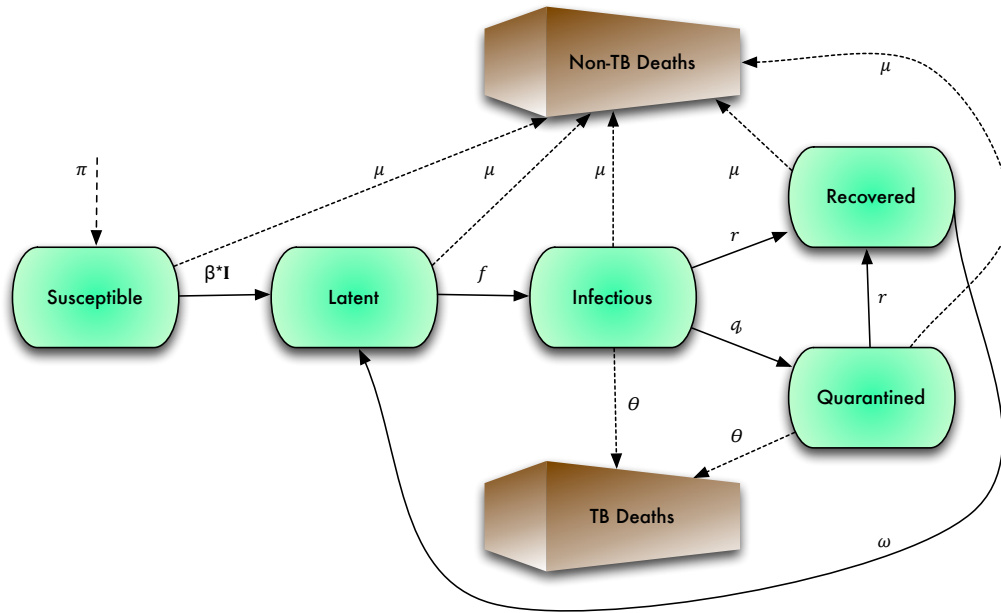 Non-TB Deaths
μ
π
μ
μ
μ
μ
Recovered
r
β*I
f
Susceptible
Latent
Infectious
r
q
Quarantined
θ
θ
TB Deaths
ω